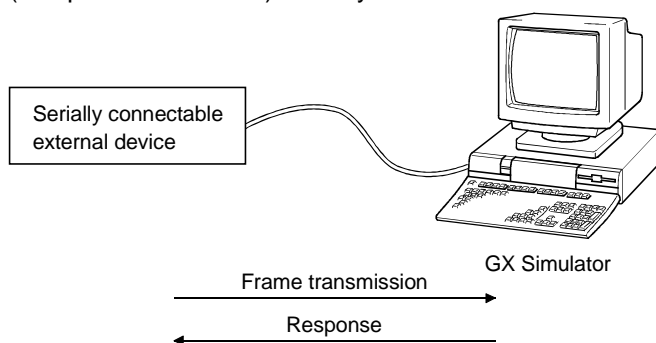 Serially connectable
external device
GX Simulator
Frame transmission
Response